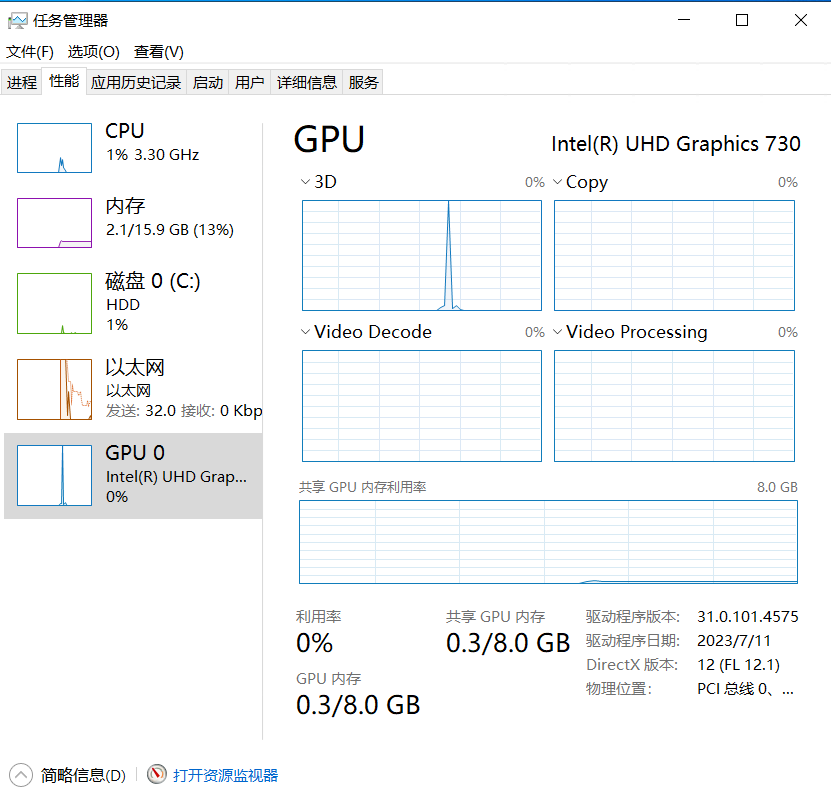 任务管理器
文件(F) 选项(O) 查看(V)
进程 性能 应用历史记录 启动 用户 详细信息 服务
CPU
1% 3.30 GHz
内存
2.1/15.9 GB (13%)
磁盘 0 (C:)
HDD
1%
以太网
以太网
发送: 32.0 接收: 0 Kbp
GPU 0
Intel(R) UHD Grap...
0%
GPU
Intel(R) UHD Graphics 730
3D 0%
Copy 0%
Video Decode 0%
Video Processing 0%
共享 GPU 内存利用率 8.0 GB
利用率
0%
共享 GPU 内存
0.3/8.0 GB
GPU 内存
0.3/8.0 GB
驱动程序版本: 31.0.101.4575
驱动程序日期: 2023/7/11
DirectX 版本: 12 (FL 12.1)
物理位置: PCI 总线 0、...
简略信息(D) 打开资源监视器